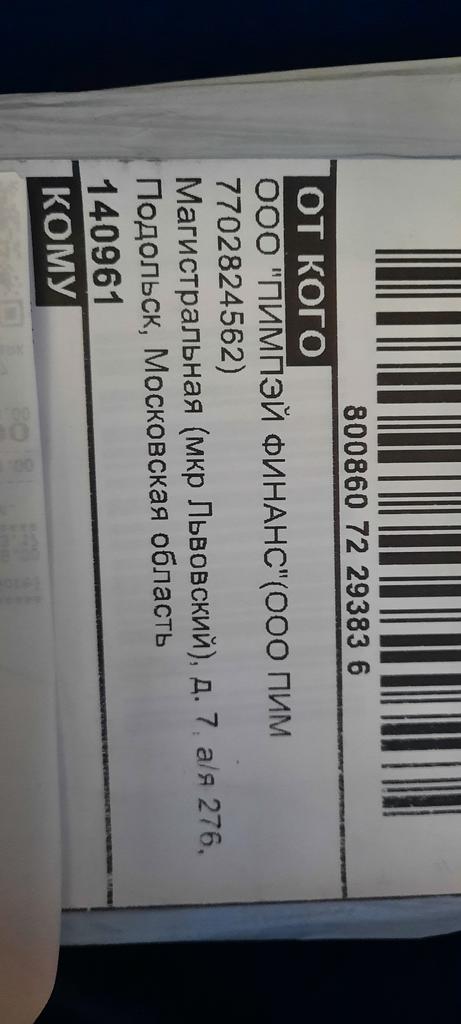 800860 72 29383 6
ОТ КОГО
ООО "ПИМПЭЙ ФИНАНС"(ООО ПИМ
7702824562)
Магистральная (мкр Львовский), д. 7, а/я 276,
Подольск, Московская область
140961
КОМУ